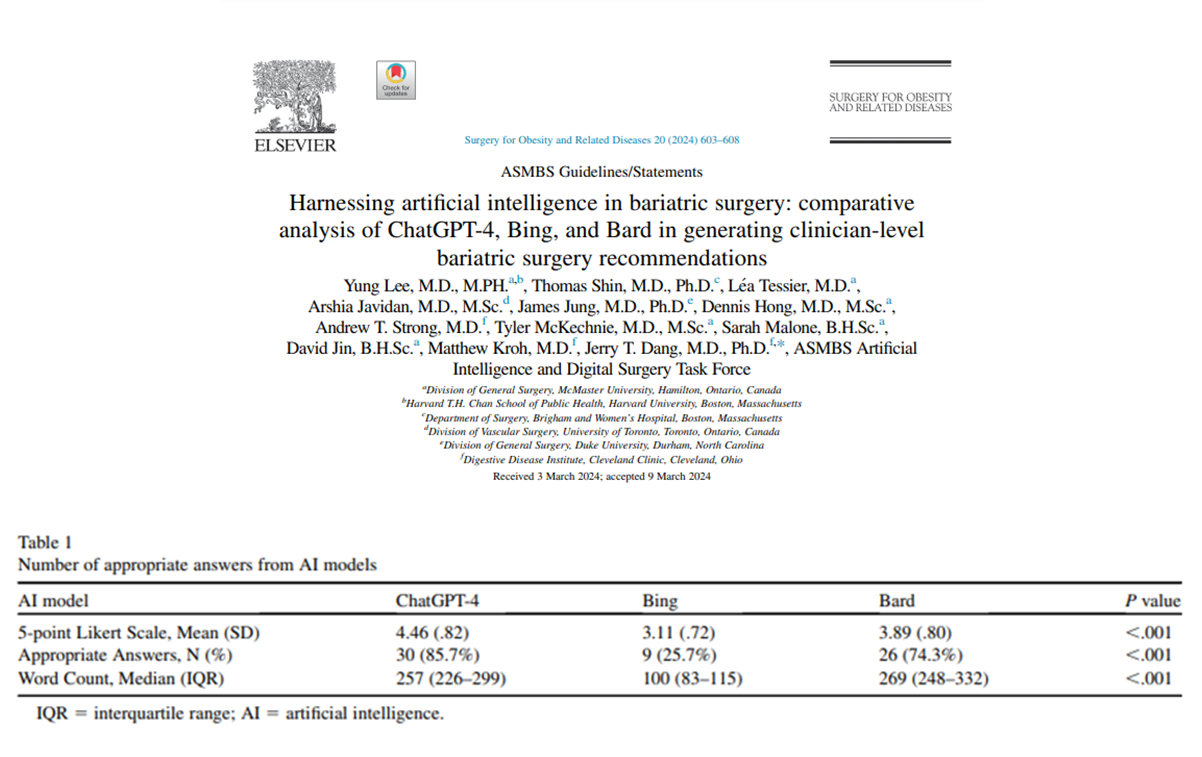 ELSEVIER
Check for
updates
SURGERY FOR OBESITY
AND RELATED DISEASES
Surgery for Obesity and Related Diseases 20 (2024) 603–608
ASMBS Guidelines/Statements
Harnessing artificial intelligence in bariatric surgery: comparative
analysis of ChatGPT-4, Bing, and Bard in generating clinician-level
bariatric surgery recommendations
Yung Lee, M.D., M.PH.a,b, Thomas Shin, M.D., Ph.D.c, Léa Tessier, M.D.a,
Arshia Javidan, M.D., M.Sc.d, James Jung, M.D., Ph.D.e, Dennis Hong, M.D., M.Sc.a,
Andrew T. Strong, M.D.f, Tyler McKechnie, M.D., M.Sc.a, Sarah Malone, B.H.Sc.a,
David Jin, B.H.Sc.a, Matthew Kroh, M.D.f, Jerry T. Dang, M.D., Ph.D.f,*, ASMBS Artificial
Intelligence and Digital Surgery Task Force
aDivision of General Surgery, McMaster University, Hamilton, Ontario, Canada
bHarvard T.H. Chan School of Public Health, Harvard University, Boston, Massachusetts
cDepartment of Surgery, Brigham and Women's Hospital, Boston, Massachusetts
dDivision of Vascular Surgery, University of Toronto, Toronto, Ontario, Canada
eDivision of General Surgery, Duke University, Durham, North Carolina
fDigestive Disease Institute, Cleveland Clinic, Cleveland, Ohio
Received 3 March 2024; accepted 9 March 2024
Table 1
Number of appropriate answers from AI models
AI model ChatGPT-4 Bing Bard P value
5-point Likert Scale, Mean (SD) 4.46 (.82) 3.11 (.72) 3.89 (.80) <.001
Appropriate Answers, N (%) 30 (85.7%) 9 (25.7%) 26 (74.3%) <.001
Word Count, Median (IQR) 257 (226–299) 100 (83–115) 269 (248–332) <.001
IQR = interquartile range; AI = artificial intelligence.